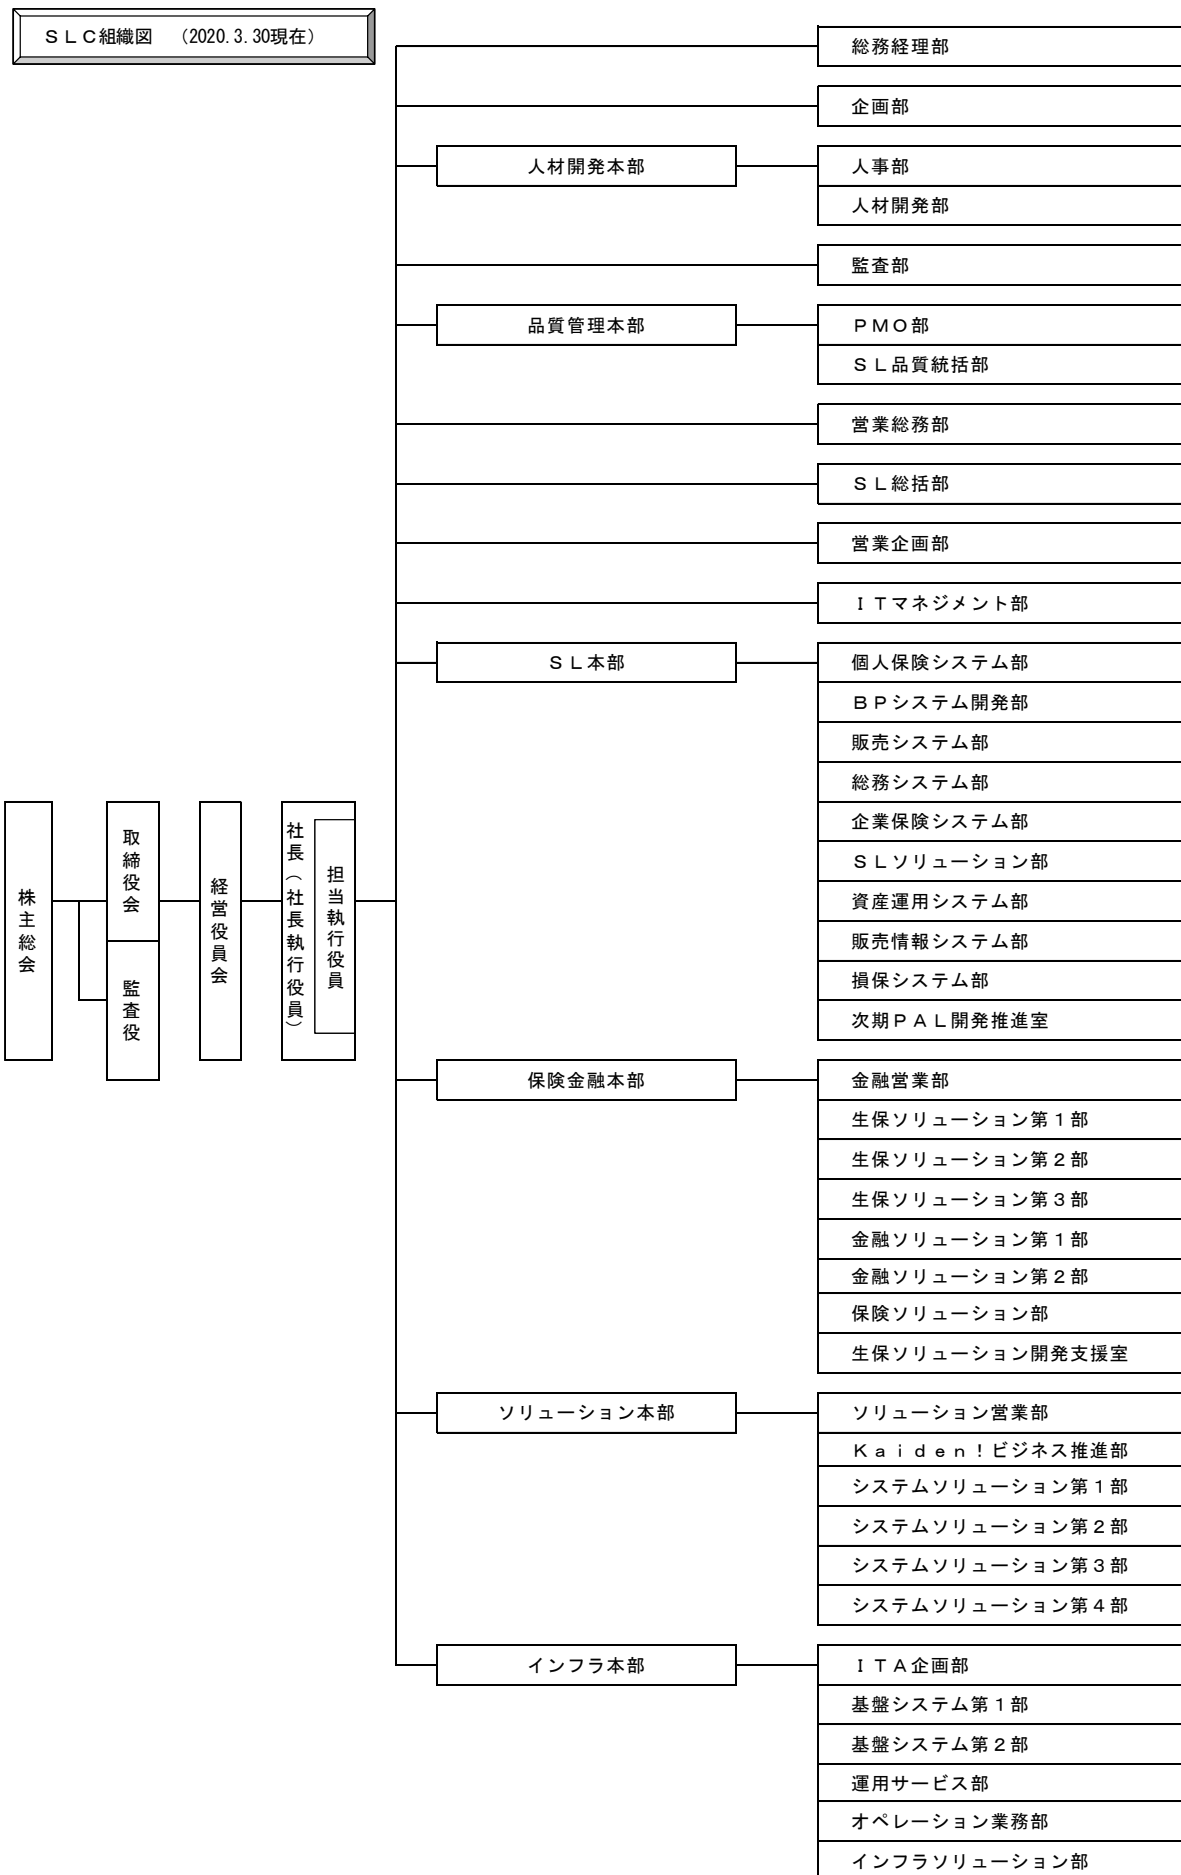 ＳＬＣ組織図　（2020.3.30現在）
総務経理部
企画部
人材開発本部
人事部
人材開発部
監査部
品質管理本部
ＰＭＯ部
ＳＬ品質統括部
営業総務部
ＳＬ総括部
営業企画部
ＩＴマネジメント部
ＳＬ本部
個人保険システム部
ＢＰシステム開発部
販売システム部
総務システム部
企業保険システム部
ＳＬソリューション部
資産運用システム部
販売情報システム部
損保システム部
次期ＰＡＬ開発推進室
株主総会
取締役会
監査役
経営役員会
社長（社長執行役員）
担当執行役員
保険金融本部
金融営業部
生保ソリューション第１部
生保ソリューション第２部
生保ソリューション第３部
金融ソリューション第１部
金融ソリューション第２部
保険ソリューション部
生保ソリューション開発支援室
ソリューション本部
ソリューション営業部
Ｋａｉｄｅｎ！ビジネス推進部
システムソリューション第１部
システムソリューション第２部
システムソリューション第３部
システムソリューション第４部
インフラ本部
ＩＴＡ企画部
基盤システム第１部
基盤システム第２部
運用サービス部
オペレーション業務部
インフラソリューション部